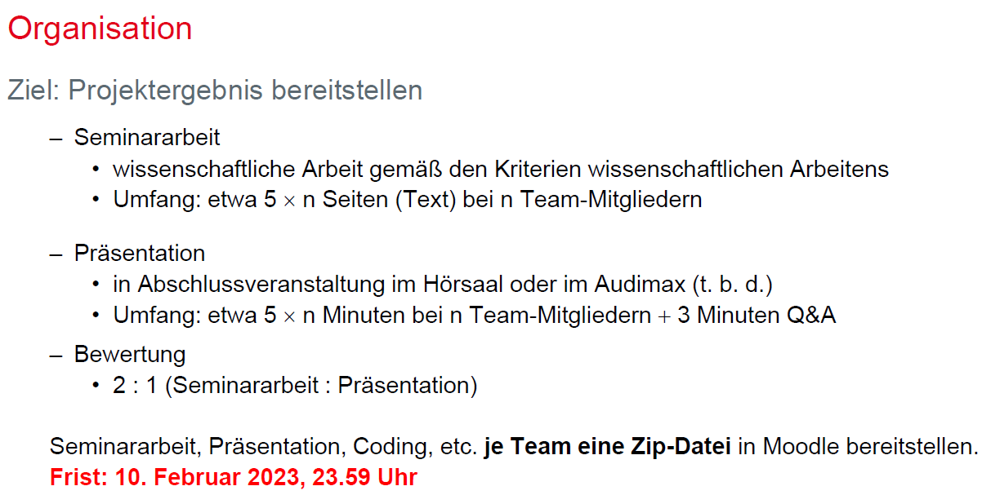 Organisation
Ziel: Projektergebnis bereitstellen
– Seminararbeit
• wissenschaftliche Arbeit gemäß den Kriterien wissenschaftlichen Arbeitens
• Umfang: etwa 5 × n Seiten (Text) bei n Team-Mitgliedern
– Präsentation
• in Abschlussveranstaltung im Hörsaal oder im Audimax (t. b. d.)
• Umfang: etwa 5 × n Minuten bei n Team-Mitgliedern + 3 Minuten Q&A
– Bewertung
• 2 : 1 (Seminararbeit : Präsentation)
Seminararbeit, Präsentation, Coding, etc. je Team eine Zip-Datei in Moodle bereitstellen.
Frist: 10. Februar 2023, 23.59 Uhr